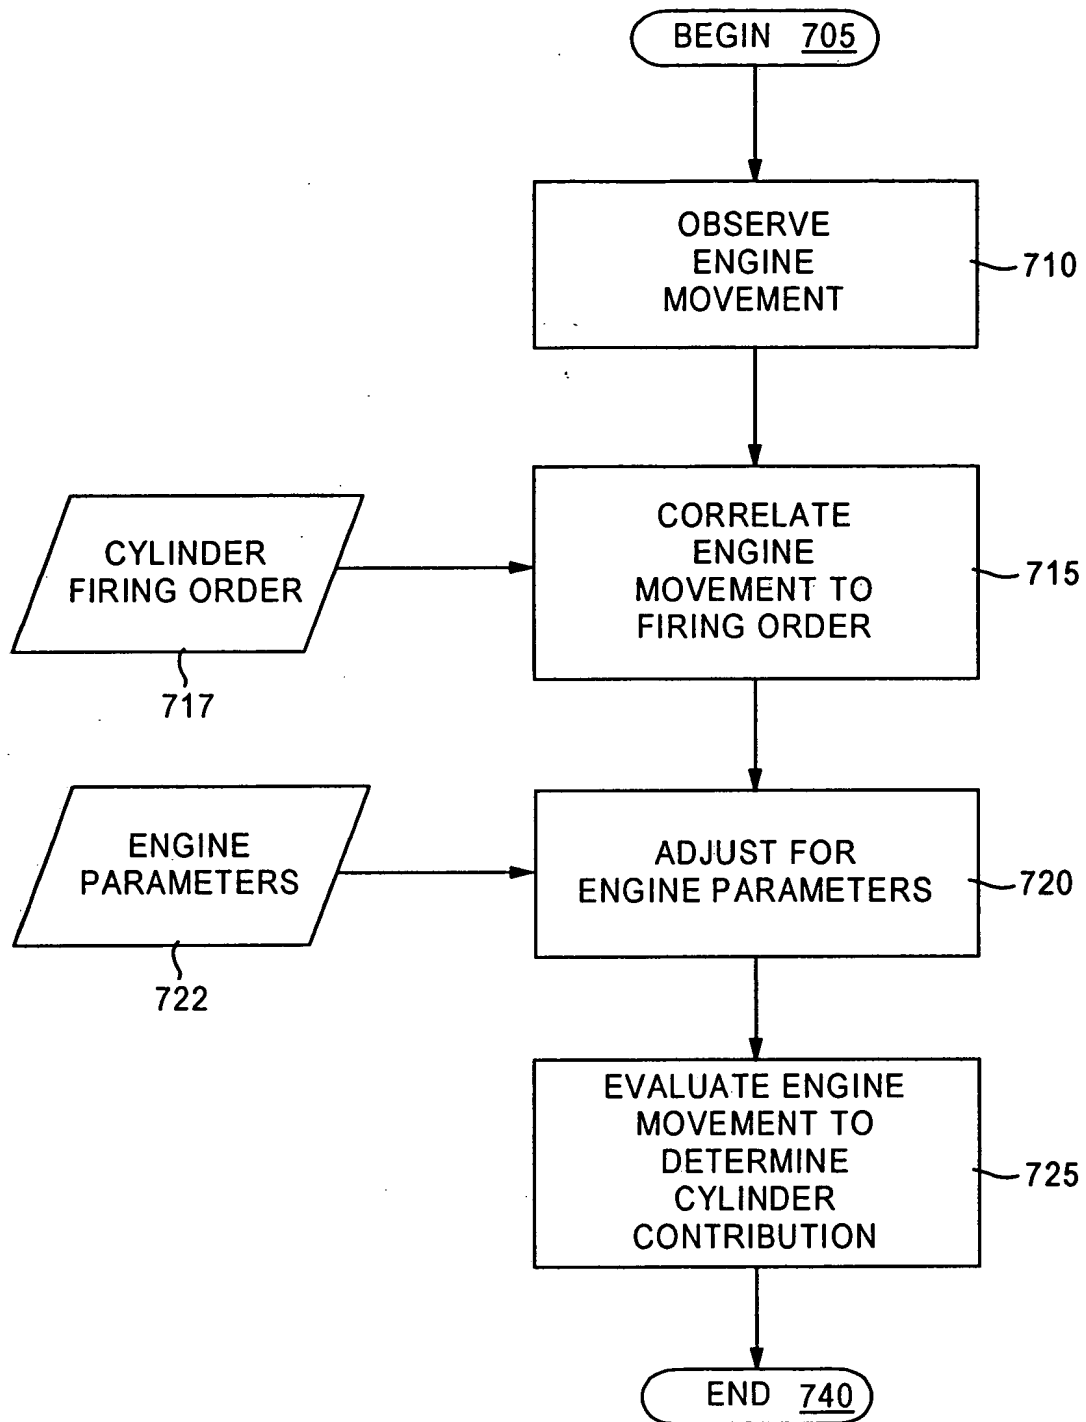 BEGIN 705
OBSERVE
ENGINE
MOVEMENT
710
CORRELATE
ENGINE
MOVEMENT TO
FIRING ORDER
715
CYLINDER
FIRING ORDER
717
ADJUST FOR
ENGINE PARAMETERS
720
ENGINE
PARAMETERS
722
EVALUATE ENGINE
MOVEMENT TO
DETERMINE
CYLINDER
CONTRIBUTION
725
END 740